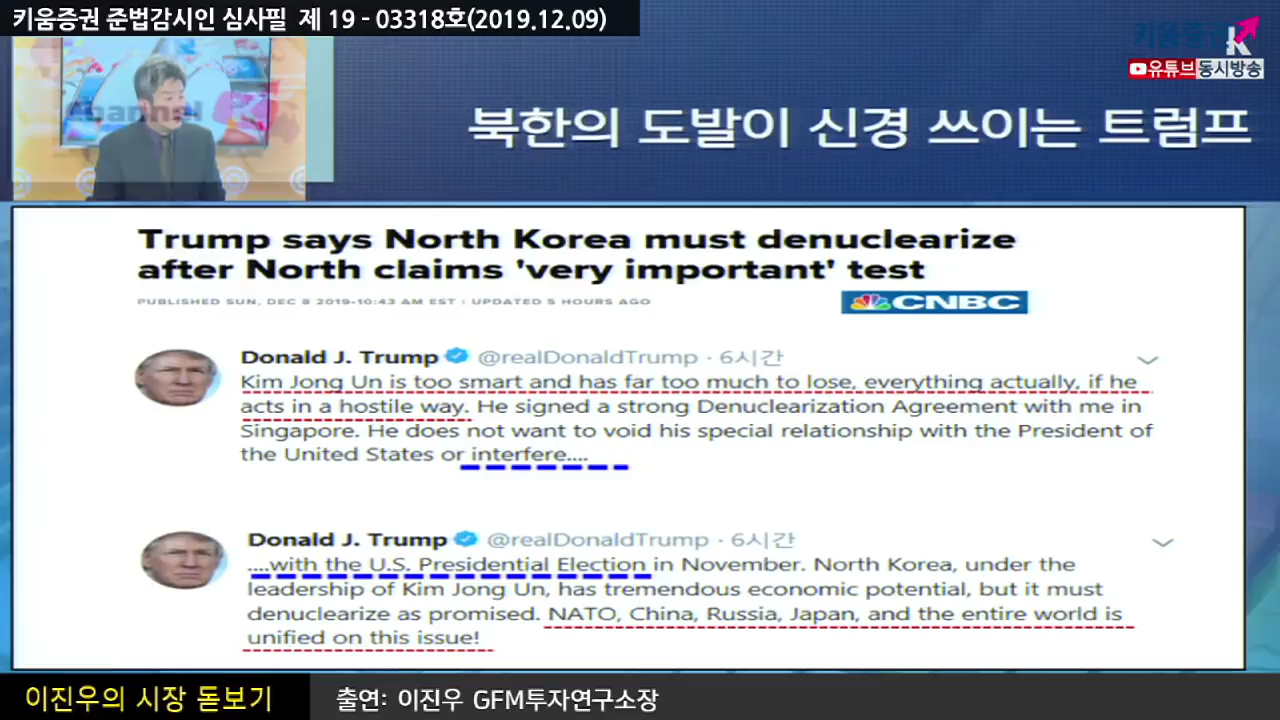 키움증권 준법감시인 심사필 제 19 - 03318호(2019.12.09)
키움증권
유튜브 동시방송
channel
북한의 도발이 신경 쓰이는 트럼프
Trump says North Korea must denuclearize
after North claims 'very important' test
PUBLISHED SUN, DEC 8 2019-10:43 AM EST | UPDATED 5 HOURS AGO
CNBC
Donald J. Trump @realDonaldTrump · 6시간
Kim Jong Un is too smart and has far too much to lose, everything actually, if he
acts in a hostile way. He signed a strong Denuclearization Agreement with me in
Singapore. He does not want to void his special relationship with the President of
the United States or interfere....
Donald J. Trump @realDonaldTrump · 6시간
....with the U.S. Presidential Election in November. North Korea, under the
leadership of Kim Jong Un, has tremendous economic potential, but it must
denuclearize as promised. NATO, China, Russia, Japan, and the entire world is
unified on this issue!
이진우의 시장 돋보기
출연: 이진우 GFM투자연구소장